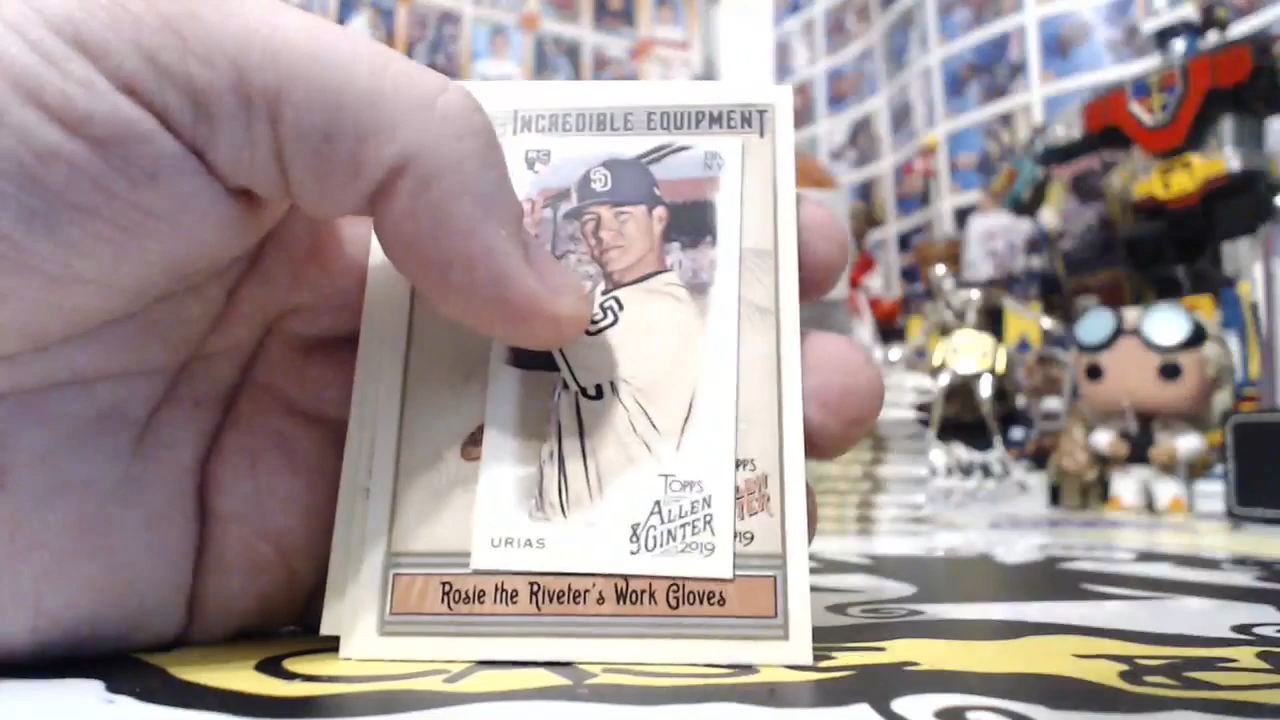 INCREDIBLE EQUIPMENT
RC
SD
TOPPS
ALLEN
& GINTER
2019
URIAS
Rosie the Riveter's Work Gloves